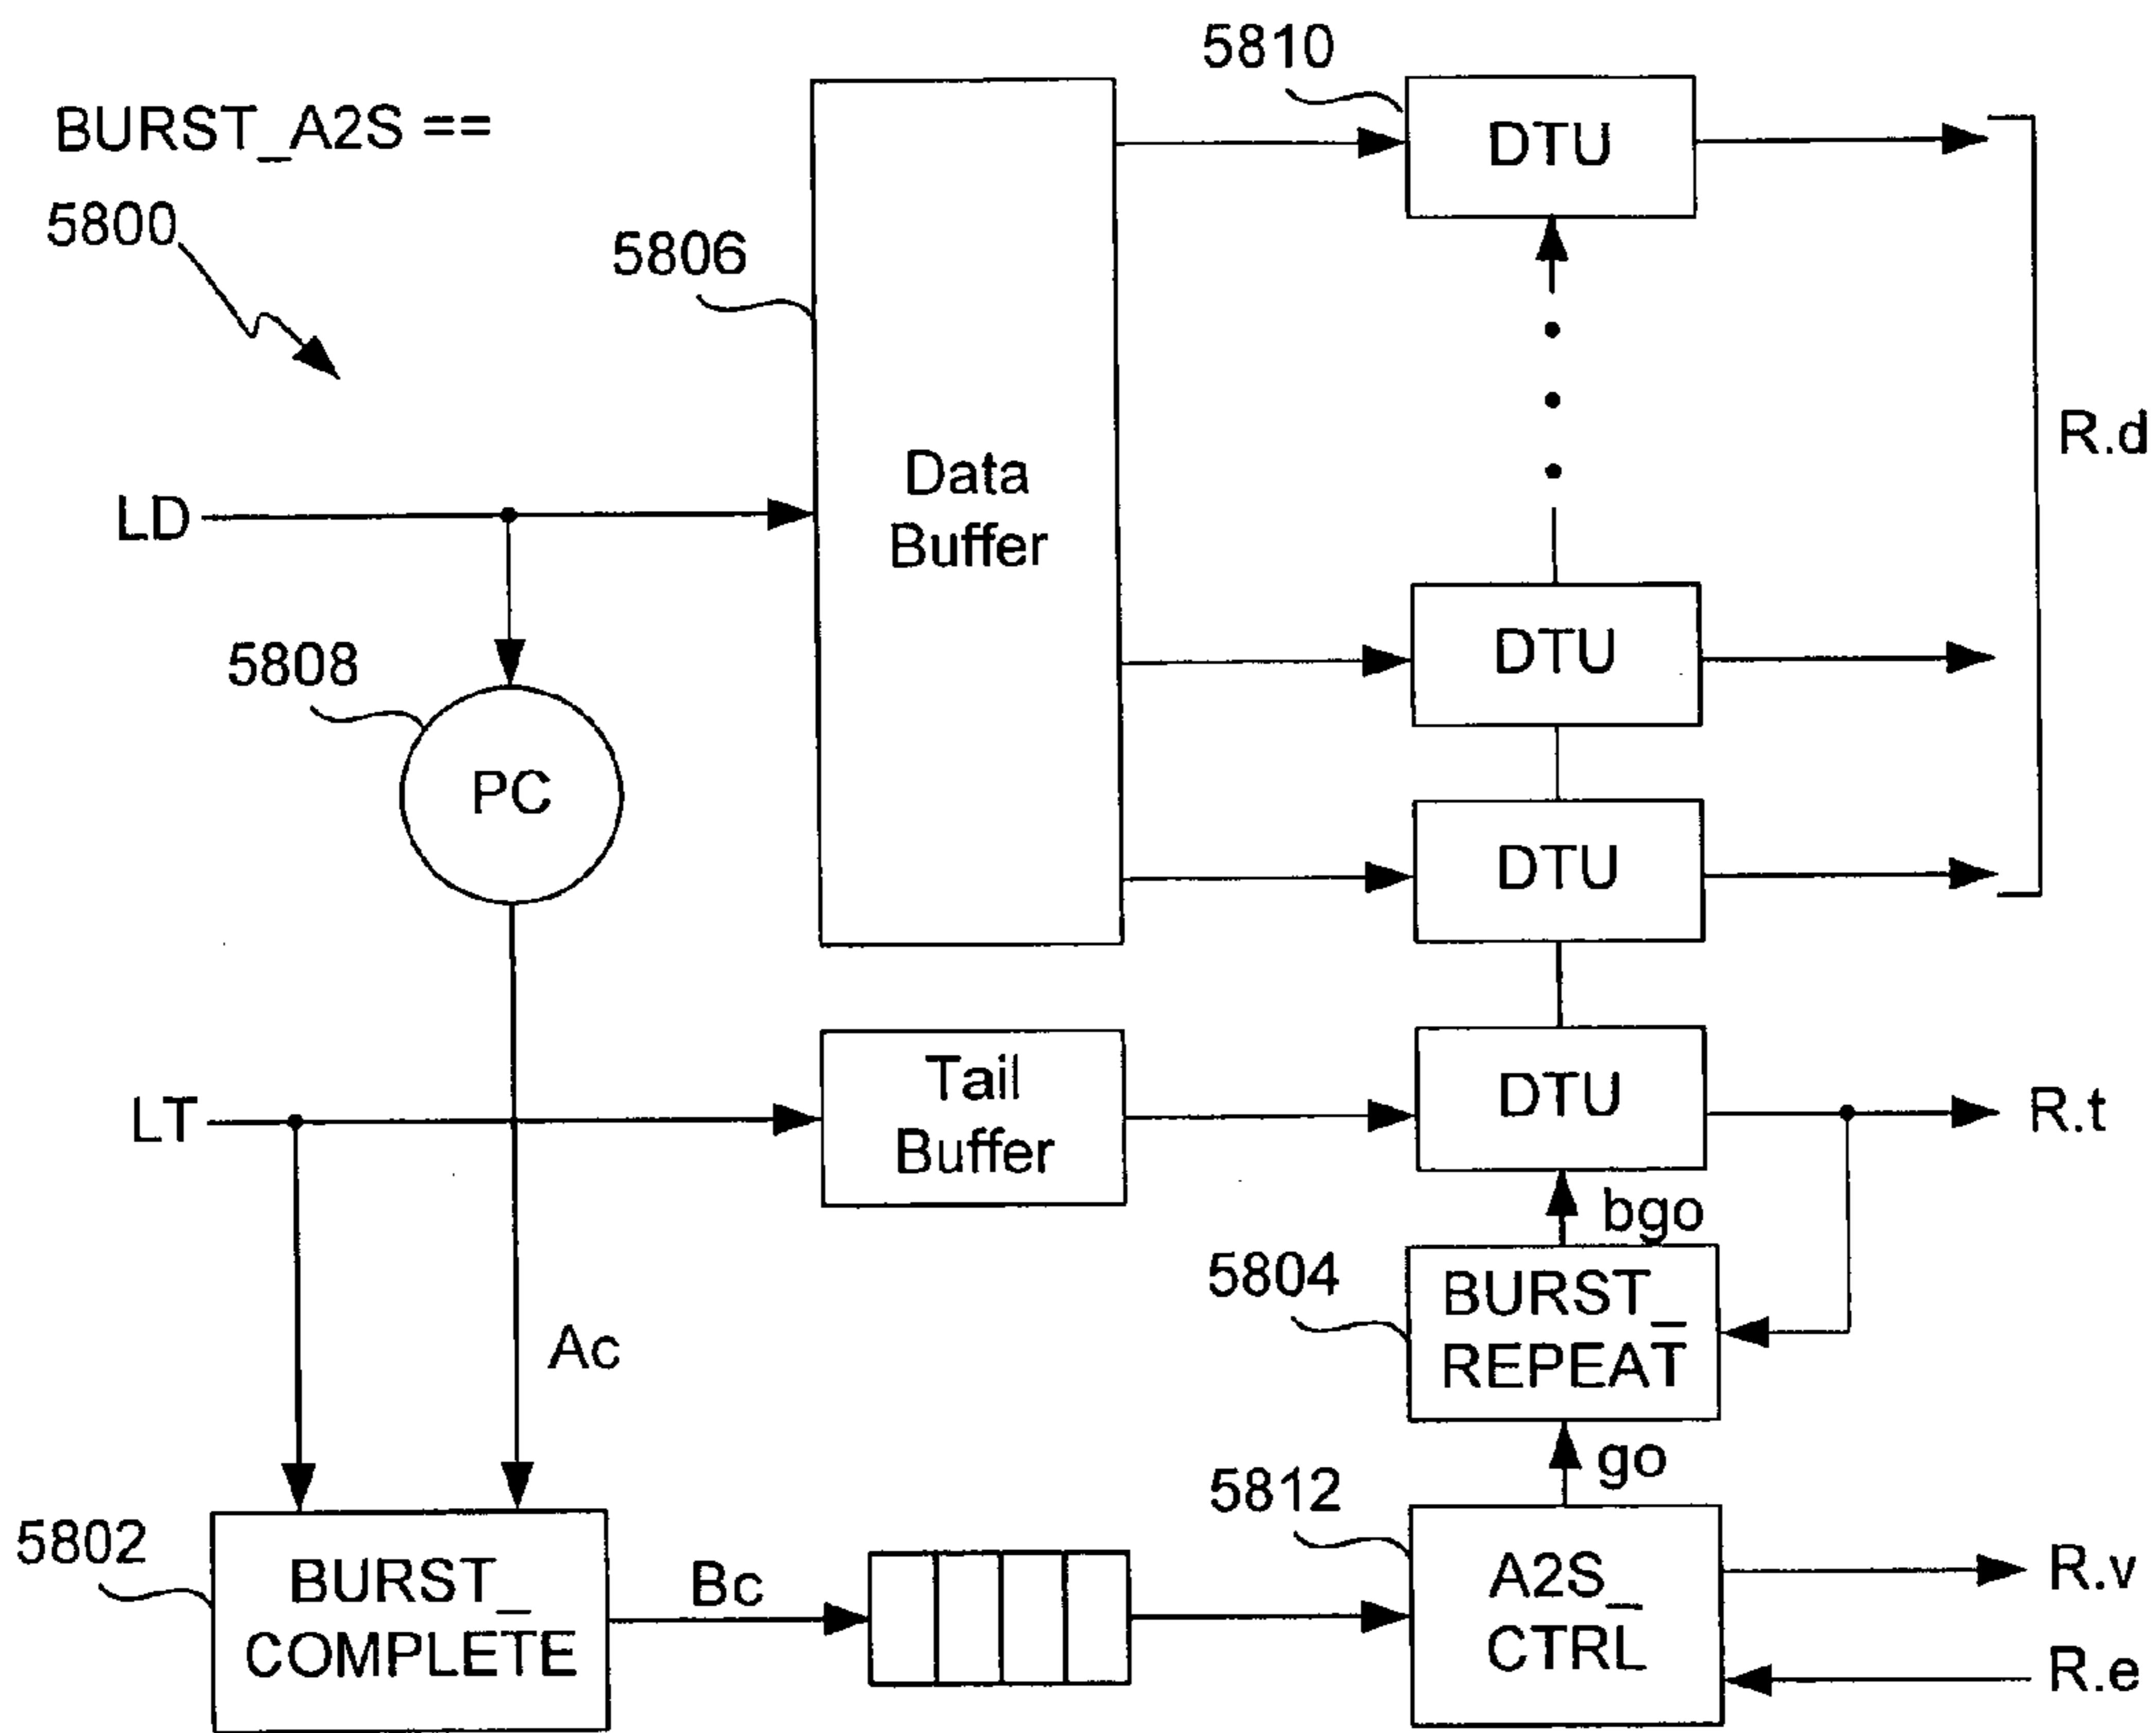 5810
BURST_A2S ==
DTU
5800
5806
R.d
Data
Buffer
LD
5808
DTU
PC
DTU
Tail
Buffer
DTU
LT
R.t
bgo
5804
BURST_
REPEAT
Ac
go
5812
5802
BURST_
COMPLETE
Bc
A2S_
CTRL
R.v
R.e